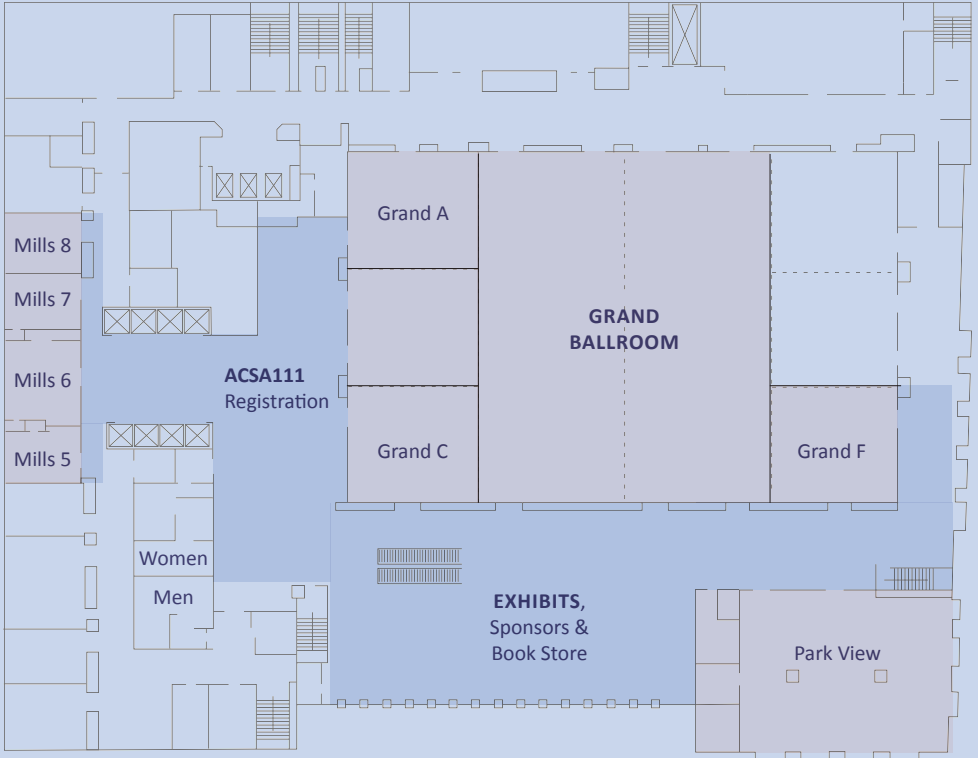 Grand A
Mills 8
Mills 7
GRAND
BALLROOM
Mills 6
ACSA111
Registration
Mills 5
Grand C
Grand F
Women
Men
EXHIBITS,
Sponsors &
Book Store
Park View